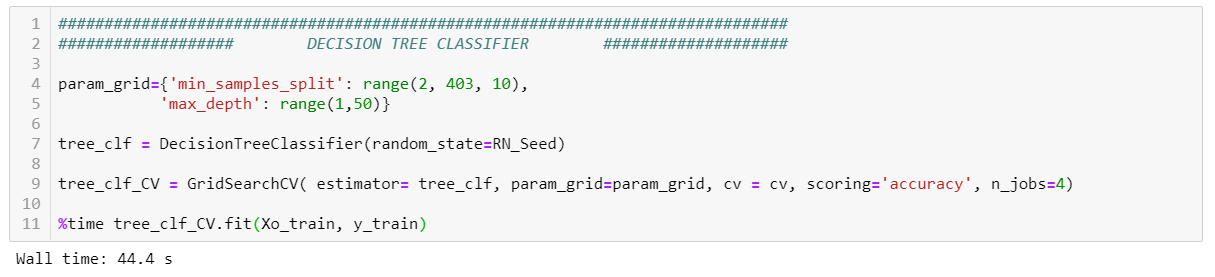 1 ###############################################################################
2 ################### DECISION TREE CLASSIFIER ####################
3
4 param_grid={'min_samples_split': range(2, 403, 10),
5 'max_depth': range(1,50)}
6
7 tree_clf = DecisionTreeClassifier(random_state=RN_Seed)
8
9 tree_clf_CV = GridSearchCV( estimator= tree_clf, param_grid=param_grid, cv = cv, scoring='accuracy', n_jobs=4)
10
11 %time tree_clf_CV.fit(Xo_train, y_train)
Wall time: 44.4 s